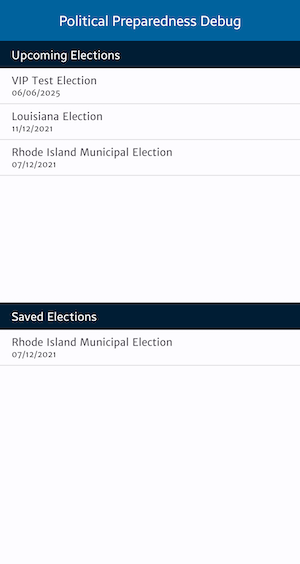 Political Preparedness Debug
Upcoming Elections
VIP Test Election
06/06/2025
Louisiana Election
11/12/2021
Rhode Island Municipal Election
07/12/2021
Saved Elections
Rhode Island Municipal Election
07/12/2021